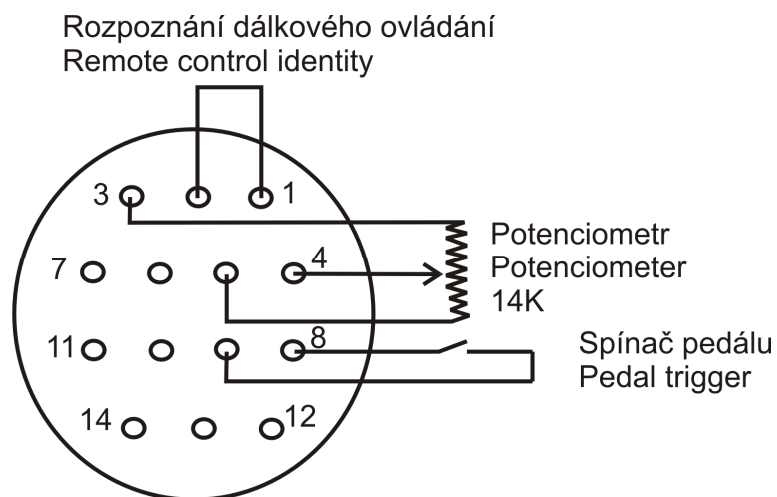 Rozpoznání dálkového ovládání
Remote control identity
3
1
Potenciometr
Potenciometer
14K
7
4
11
8
Spínač pedálu
Pedal trigger
14
12